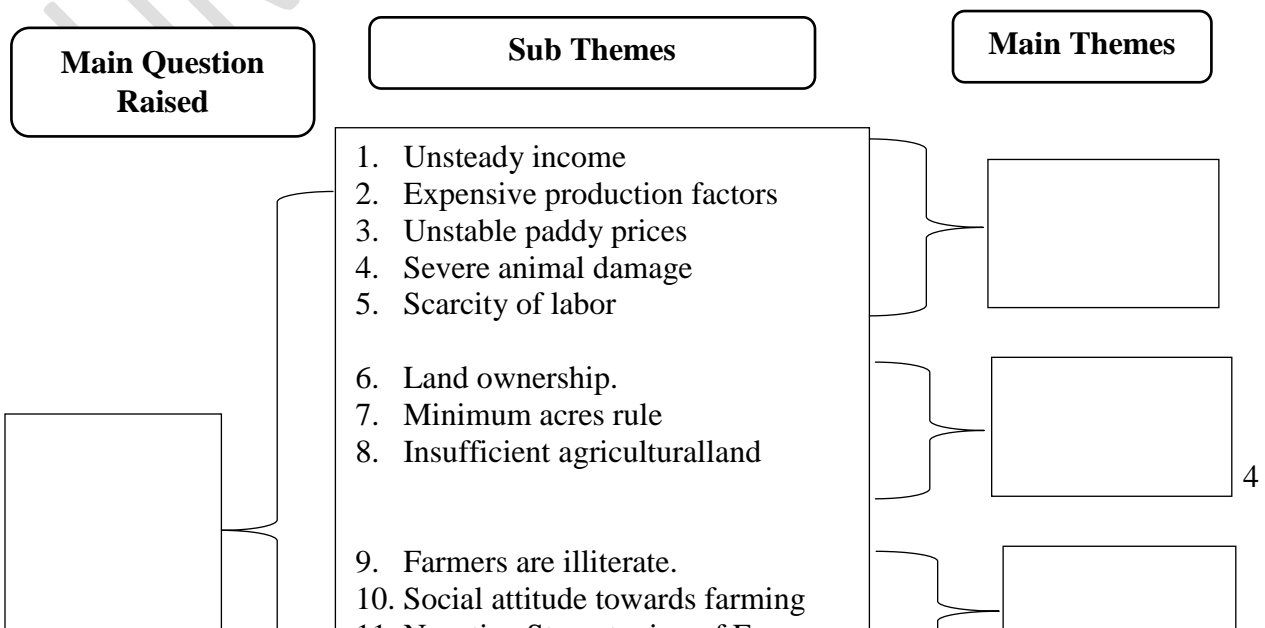 Main Question
Raised
Sub Themes
Main Themes
1. Unsteady income
2. Expensive production factors
3. Unstable paddy prices
4. Severe animal damage
5. Scarcity of labor
6. Land ownership.
7. Minimum acres rule
8. Insufficient agriculturalland
4
9. Farmers are illiterate.
10. Social attitude towards farming